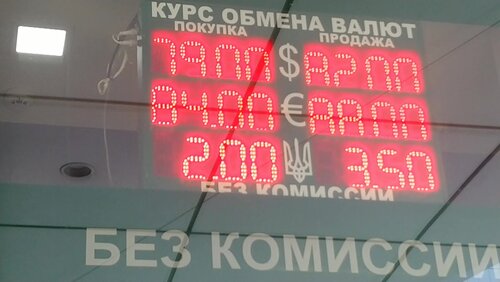 КУРС ОБМЕНА ВАЛЮТ
ПОКУПКА ПРОДАЖА
79.00 $ 82.00
84.00 € 88.00
2.00 3.50
БЕЗ КОМИССИИ
БЕЗ КОМИССИИ